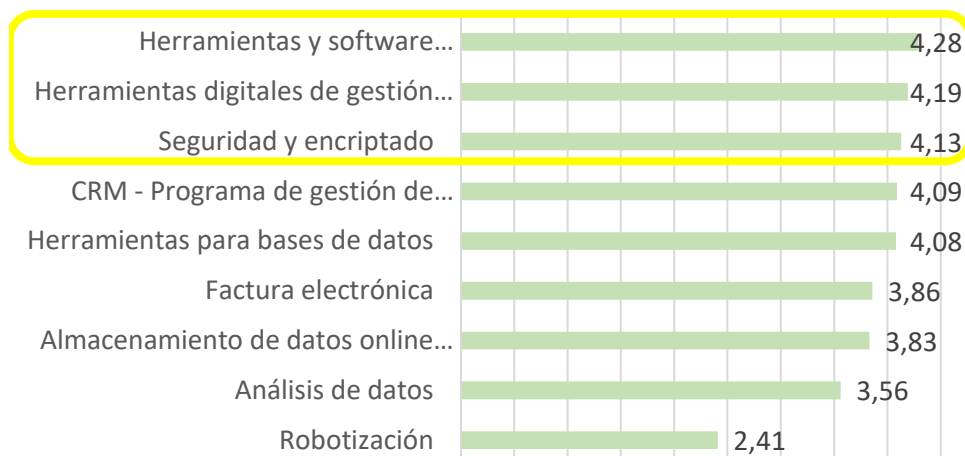 Herramientas y software… 4,28
Herramientas digitales de gestión… 4,19
Seguridad y encriptado 4,13
CRM - Programa de gestión de… 4,09
Herramientas para bases de datos 4,08
Factura electrónica 3,86
Almacenamiento de datos online… 3,83
Análisis de datos 3,56
Robotización 2,41